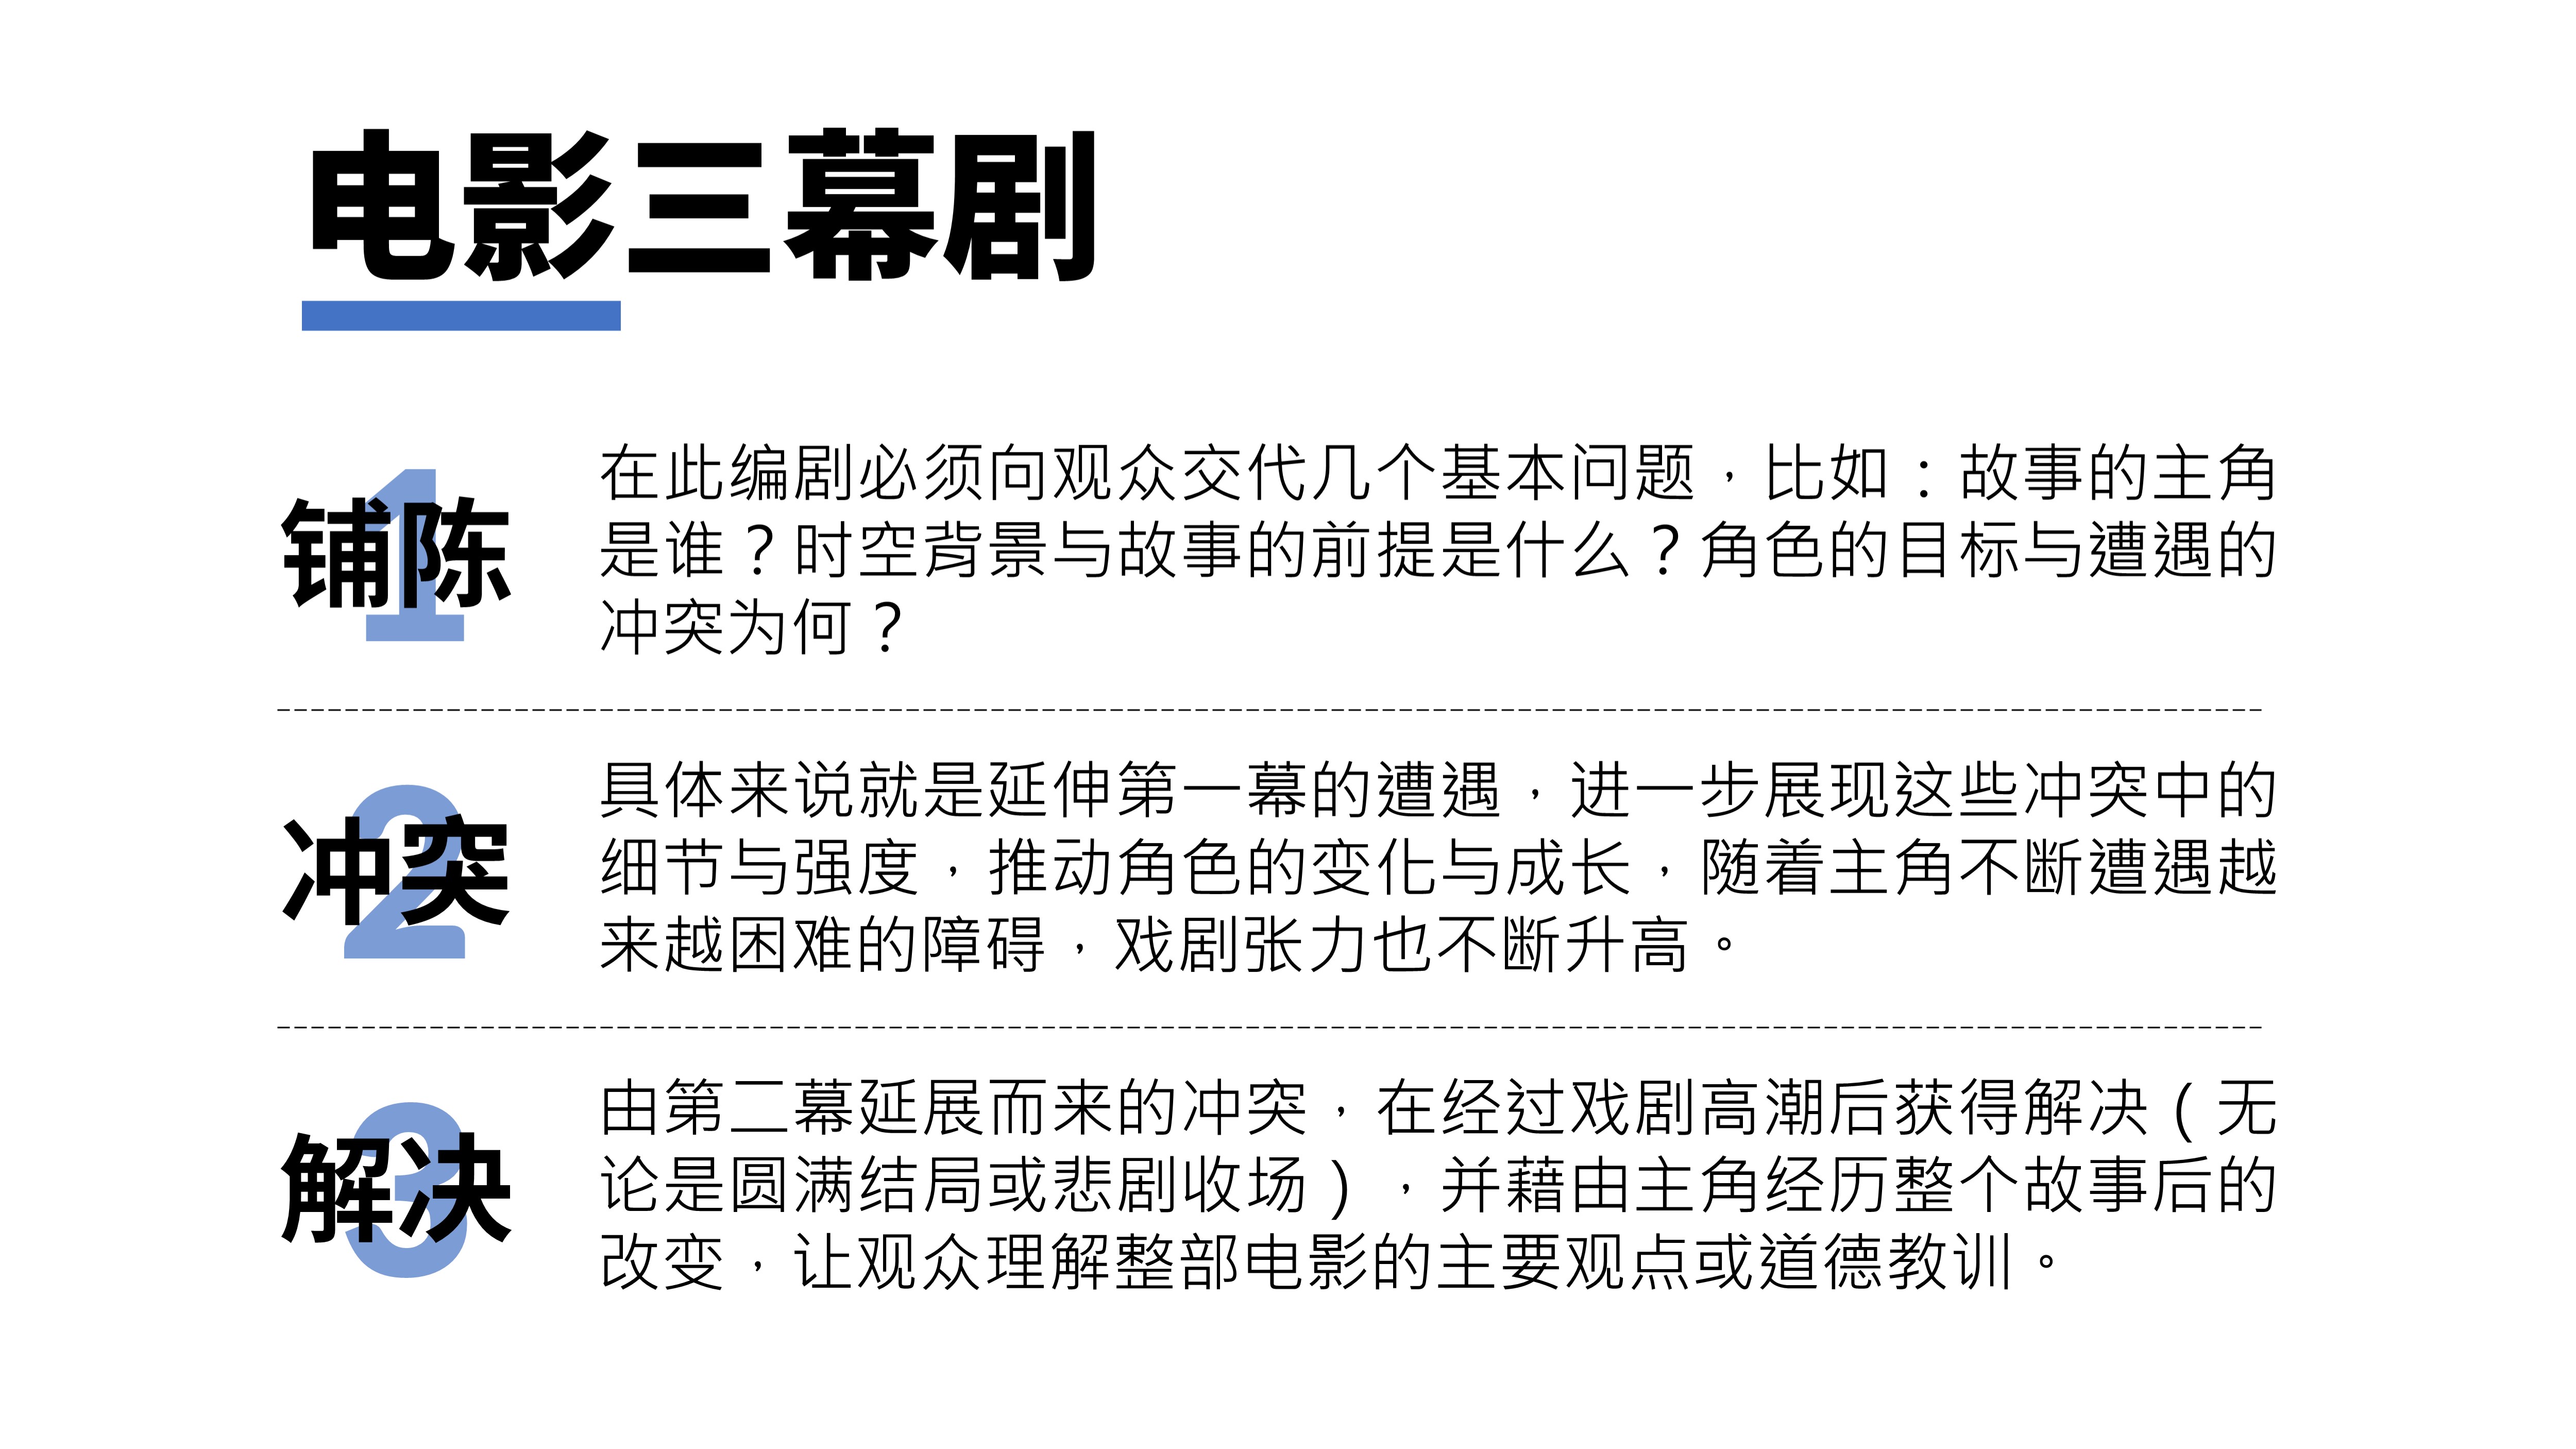 电影三幕剧
1
铺陈
在此编剧必须向观众交代几个基本问题，比如：故事的主角
是谁？时空背景与故事的前提是什么？角色的目标与遭遇的
冲突为何？
2
冲突
具体来说就是延伸第一幕的遭遇，进一步展现这些冲突中的
细节与强度，推动角色的变化与成长，随着主角不断遭遇越
来越困难的障碍，戏剧张力也不断升高。
3
解决
由第二幕延展而来的冲突，在经过戏剧高潮后获得解决（无
论是圆满结局或悲剧收场），并藉由主角经历整个故事后的
改变，让观众理解整部电影的主要观点或道德教训。